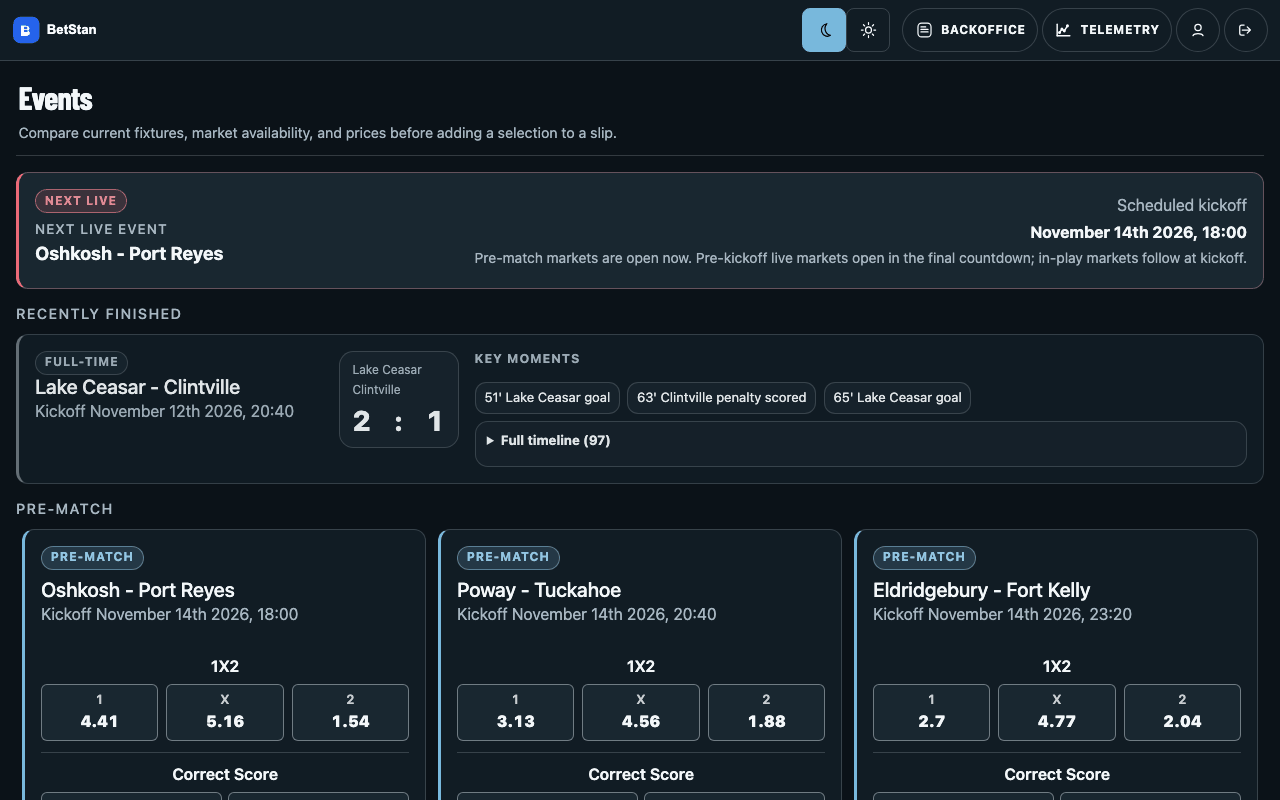 B BetStan
BACKOFFICE
TELEMETRY
Events
Compare current fixtures, market availability, and prices before adding a selection to a slip.
NEXT LIVE
NEXT LIVE EVENT
Oshkosh - Port Reyes
Scheduled kickoff
November 14th 2026, 18:00
Pre-match markets are open now. Pre-kickoff live markets open in the final countdown; in-play markets follow at kickoff.
RECENTLY FINISHED
FULL-TIME
Lake Ceasar - Clintville
Kickoff November 12th 2026, 20:40
Lake Ceasar
Clintville
2 : 1
KEY MOMENTS
51' Lake Ceasar goal
63' Clintville penalty scored
65' Lake Ceasar goal
Full timeline (97)
PRE-MATCH
PRE-MATCH
Oshkosh - Port Reyes
Kickoff November 14th 2026, 18:00
1X2
1 X 2
4.41 5.16 1.54
Correct Score
PRE-MATCH
Poway - Tuckahoe
Kickoff November 14th 2026, 20:40
1X2
1 X 2
3.13 4.56 1.88
Correct Score
PRE-MATCH
Eldridgebury - Fort Kelly
Kickoff November 14th 2026, 23:20
1X2
1 X 2
2.7 4.77 2.04
Correct Score